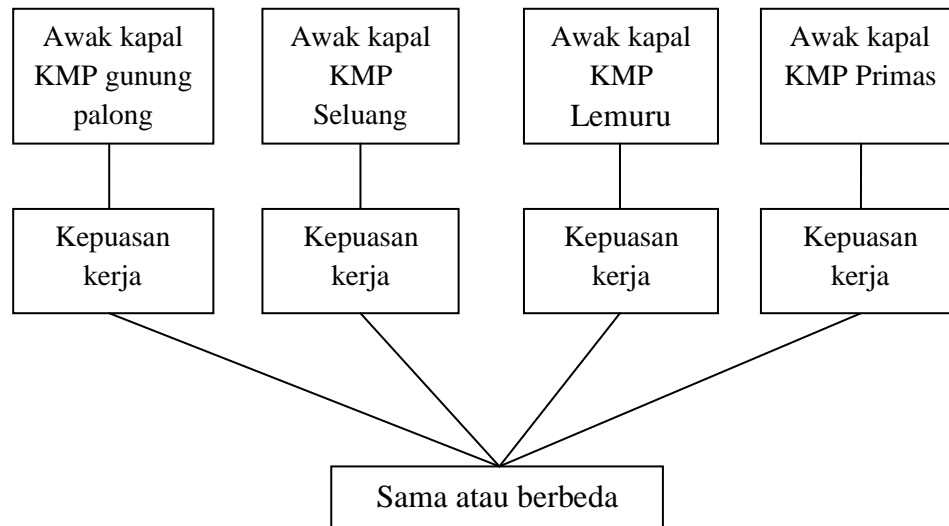 Awak kapal
KMP gunung
palong
Awak kapal
KMP
Seluang
Awak kapal
KMP
Lemuru
Awak kapal
KMP Primas
Kepuasan
kerja
Kepuasan
kerja
Kepuasan
kerja
Kepuasan
kerja
Sama atau berbeda